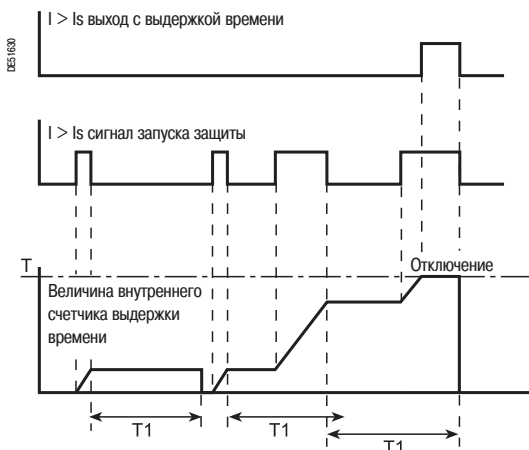 I > Is выход с выдержкой времени
DE51630
I > Is сигнал запуска защиты
T
Отключение
Величина внутреннего
счетчика выдержки
времени
T1
T1
T1